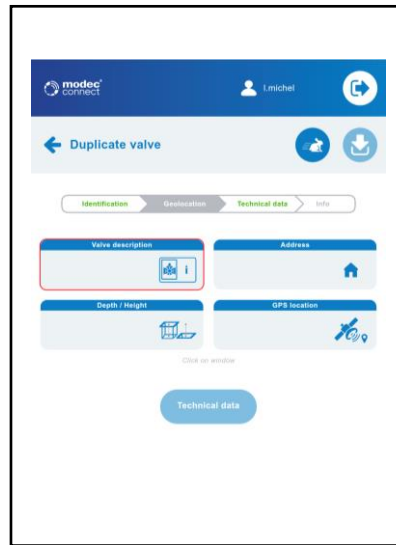 modec
connect
l.michel
Duplicate valve
Identification
Geolocation
Technical data
Info
Valve description
i
Address
Depth / Height
GPS location
Click on window
Technical data